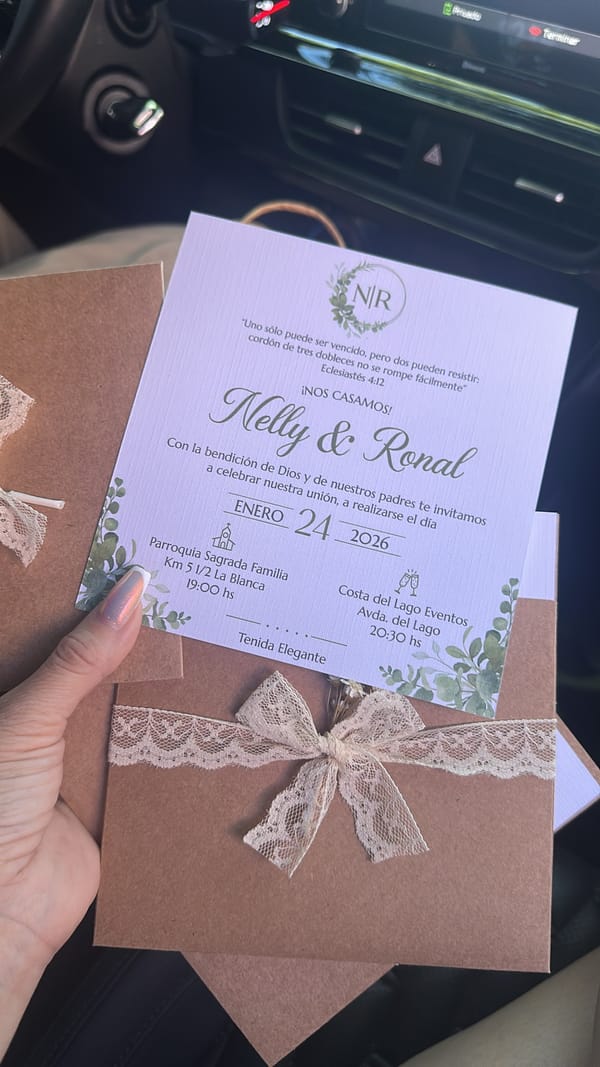 Privado
Terminar
N|R
"Uno sólo puede ser vencido, pero dos pueden resistir:
cordón de tres dobleces no se rompe fácilmente"
Eclesiastés 4:12
¡NOS CASAMOS!
Nelly & Ronal
Con la bendición de Dios y de nuestros padres te invitamos
a celebrar nuestra unión, a realizarse el día
ENERO 24 2026
Parroquia Sagrada Familia
Km 5 1/2 La Blanca
19:00 hs
Costa del Lago Eventos
Avda. del Lago
20:30 hs
Tenida Elegante